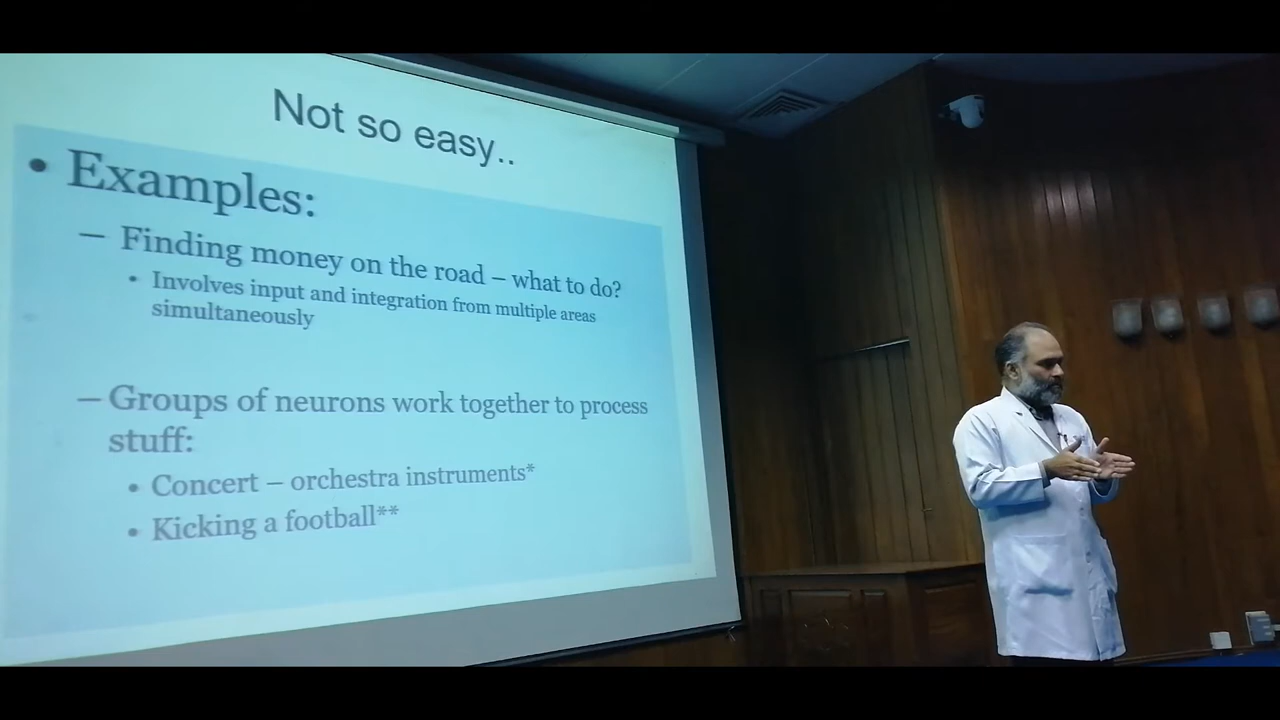 Not so easy..
• Examples:
– Finding money on the road – what to do?
• Involves input and integration from multiple areas
simultaneously
– Groups of neurons work together to process
stuff:
• Concert – orchestra instruments*
• Kicking a football**